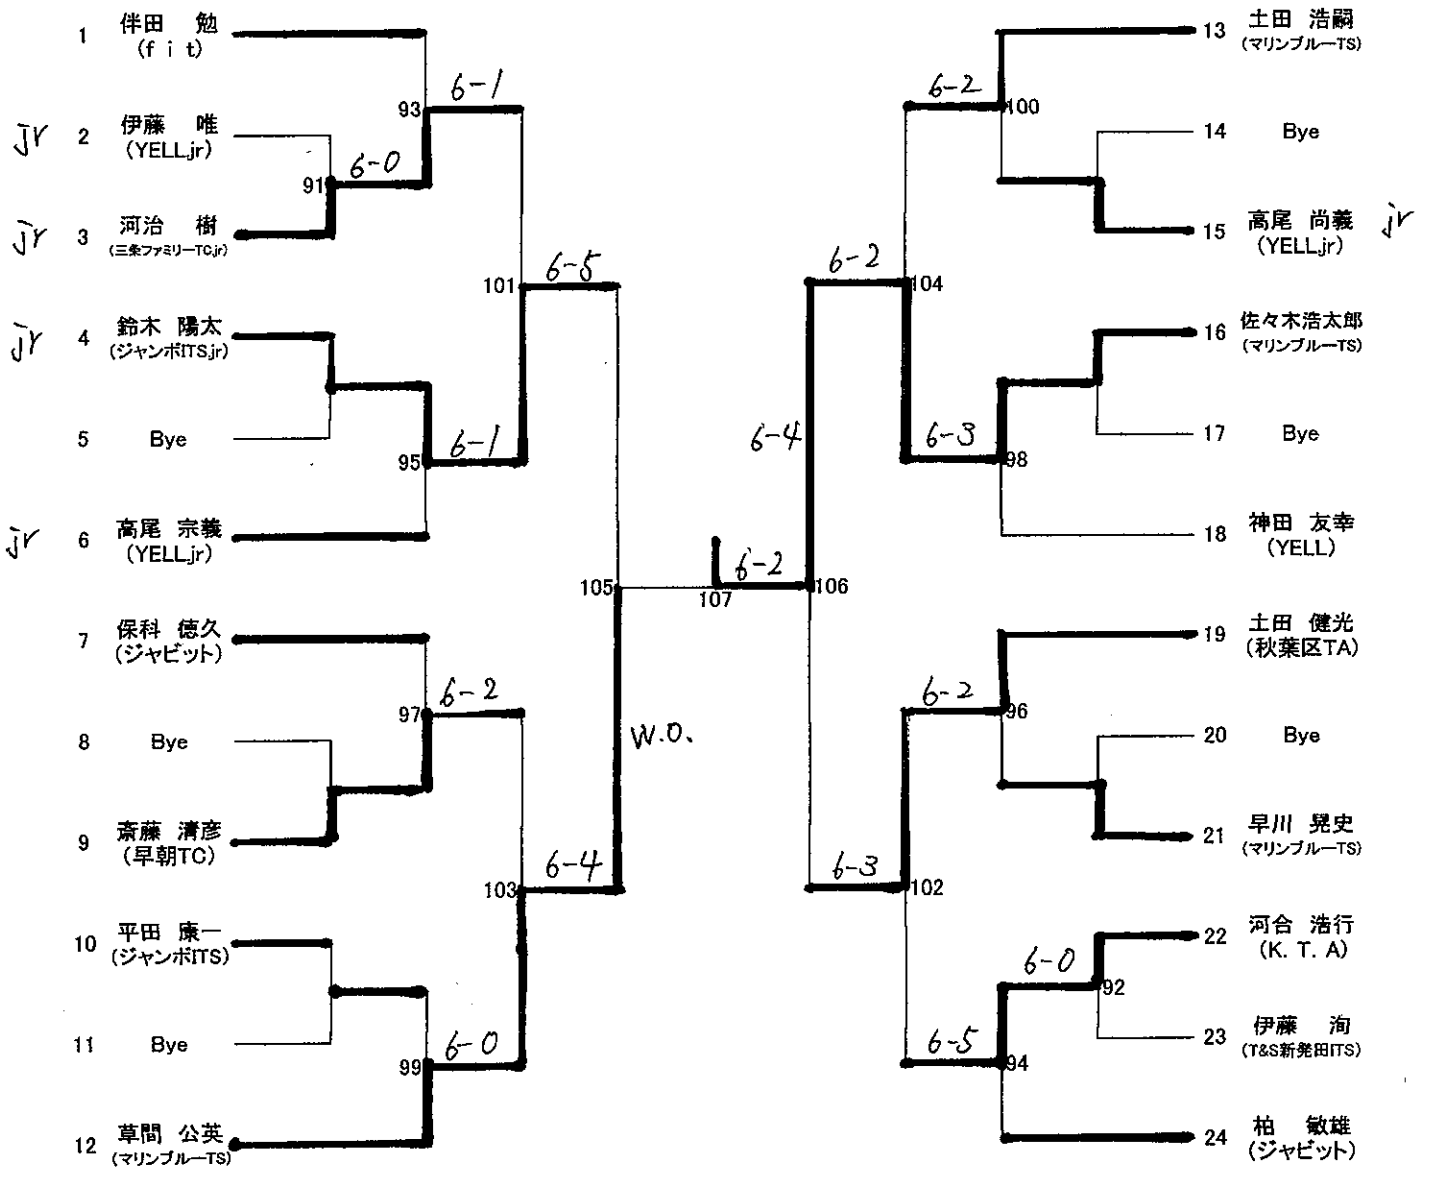 1 伴田 勉
(fit)
jr 2 伊藤 唯
(YELLjr)
jr 3 河治 樹
(三条ファミリーTCjr)
jr 4 鈴木 陽太
(ジャンボITSjr)
5 Bye
jr 6 高尾 宗義
(YELLjr)
7 保科 徳久
(ジャビット)
8 Bye
9 斎藤 清彦
(早朝TC)
10 平田 康一
(ジャンボITS)
11 Bye
12 草間 公英
(マリンブルーTS)
91 6-0
93 6-1
95 6-1
97 6-2
99 6-0
101 6-5
103 6-4
105 W.O.
107
6-4
106 6-2
104 6-2
102 6-3
100 6-2
98 6-3
96 6-2
94 6-5
92 6-0
13 土田 浩嗣
(マリンブルーTS)
14 Bye
15 高尾 尚義 jr
(YELLjr)
16 佐々木浩太郎
(マリンブルーTS)
17 Bye
18 神田 友幸
(YELL)
19 土田 健光
(秋葉区TA)
20 Bye
21 早川 晃史
(マリンブルーTS)
22 河合 浩行
(K.T.A)
23 伊藤 洵
(T&S新発田ITS)
24 柏 敏雄
(ジャビット)